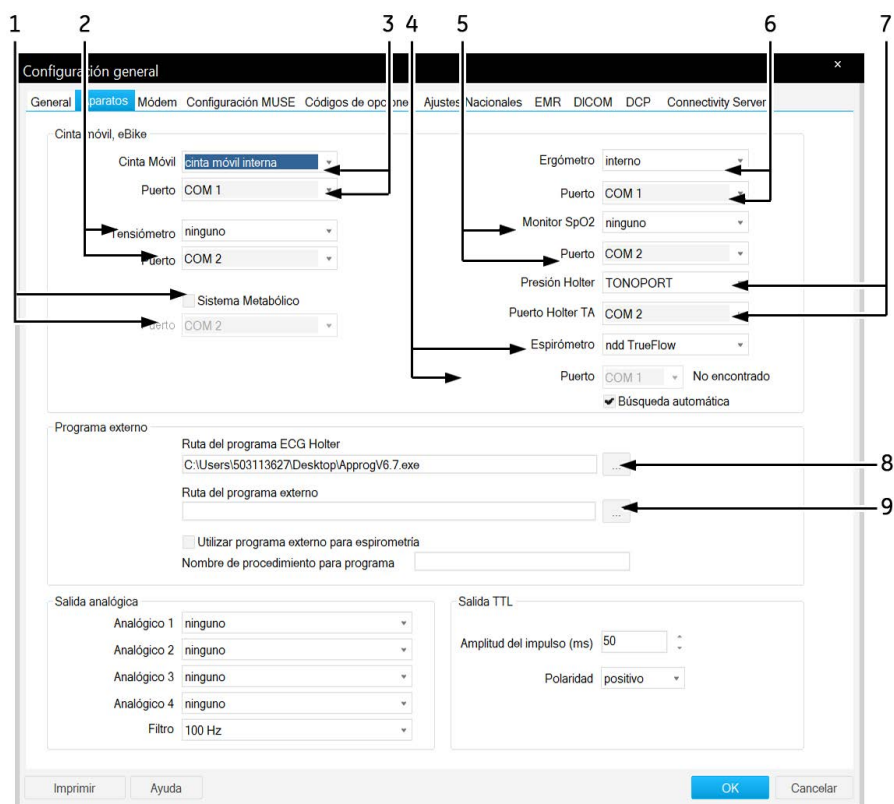 1 2 3 4 5 6 7
Configuración general x
General Aparatos Módem Configuración MUSE Códigos de opcione Ajustes Nacionales EMR DICOM DCP Connectivity Server
Cinta móvil, eBike
Cinta Móvil cinta móvil interna
Puerto COM 1
Tensiómetro ninguno
Puerto COM 2
Sistema Metabólico
Puerto COM 2
Ergómetro interno
Puerto COM 1
Monitor SpO2 ninguno
Puerto COM 2
Presión Holter TONOPORT
Puerto Holter TA COM 2
Espirómetro ndd TrueFlow
Puerto COM 1 No encontrado
Búsqueda automática
Programa externo
Ruta del programa ECG Holter
C:\Users\503113627\Desktop\ApprogV6.7.exe ... 8
Ruta del programa externo
... 9
Utilizar programa externo para espirometría
Nombre de procedimiento para programa
Salida analógica
Analógico 1 ninguno
Analógico 2 ninguno
Analógico 3 ninguno
Analógico 4 ninguno
Filtro 100 Hz
Salida TTL
Amplitud del impulso (ms) 50
Polaridad positivo
Imprimir Ayuda OK Cancelar